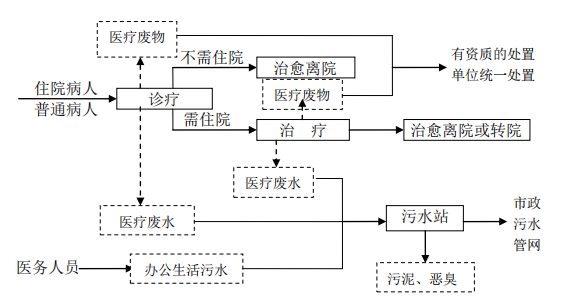 医疗废物
不需住院
有资质的处置
单位统一处置
治愈离院
住院病人
普通病人
诊疗
医疗废物
需住院
治 疗
治愈离院或转院
医疗废水
医疗废水
污水站
市政
污水
管网
医务人员
办公生活污水
污泥、恶臭